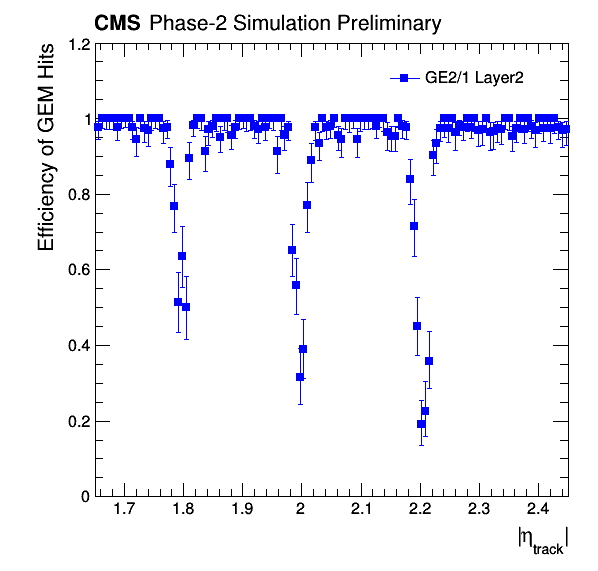 CMS Phase-2 Simulation Preliminary
Efficiency of GEM Hits
1.2
1
0.8
0.6
0.4
0.2
0
GE2/1 Layer2
1.7 1.8 1.9 2 2.1 2.2 2.3 2.4
|η_track|